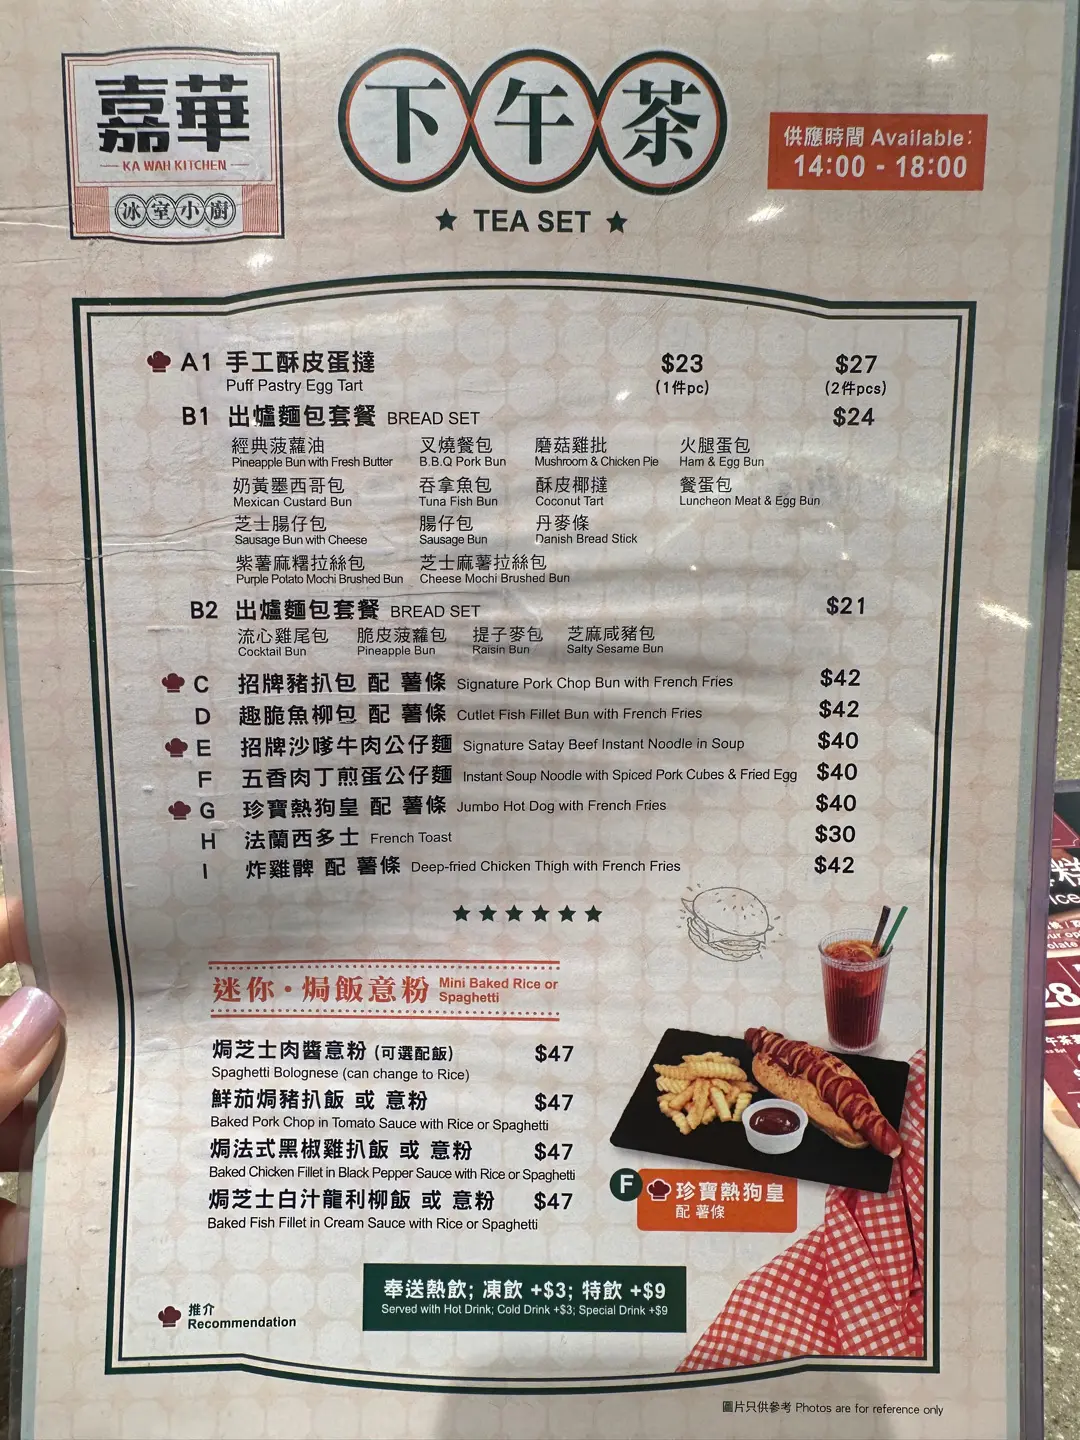 嘉華
KA WAH KITCHEN
冰室小廚
下午茶
★ TEA SET ★
供應時間 Available:
14:00 - 18:00
A1 手工酥皮蛋撻 $23 $27
Puff Pastry Egg Tart (1件pc) (2件pcs)
B1 出爐麵包套餐 BREAD SET $24
經典菠蘿油 叉燒餐包 磨菇雞批 火腿蛋包
Pineapple Bun with Fresh Butter B.B.Q Pork Bun Mushroom & Chicken Pie Ham & Egg Bun
奶黃墨西哥包 吞拿魚包 酥皮椰撻 餐蛋包
Mexican Custard Bun Tuna Fish Bun Coconut Tart Luncheon Meat & Egg Bun
芝士腸仔包 腸仔包 丹麥條
Sausage Bun with Cheese Sausage Bun Danish Bread Stick
紫薯麻糬拉絲包 芝士麻薯拉絲包
Purple Potato Mochi Brushed Bun Cheese Mochi Brushed Bun
B2 出爐麵包套餐 BREAD SET $21
流心雞尾包 脆皮菠蘿包 提子麥包 芝麻咸豬包
Cocktail Bun Pineapple Bun Raisin Bun Salty Sesame Bun
C 招牌豬扒包 配 薯條 Signature Pork Chop Bun with French Fries $42
D 趣脆魚柳包 配 薯條 Cutlet Fish Fillet Bun with French Fries $42
E 招牌沙嗲牛肉公仔麵 Signature Satay Beef Instant Noodle in Soup $40
F 五香肉丁煎蛋公仔麵 Instant Soup Noodle with Spiced Pork Cubes & Fried Egg $40
G 珍寶熱狗皇 配 薯條 Jumbo Hot Dog with French Fries $40
H 法蘭西多士 French Toast $30
I 炸雞髀 配 薯條 Deep-fried Chicken Thigh with French Fries $42
★ ★ ★ ★ ★ ★
迷你・焗飯意粉 Mini Baked Rice or
Spaghetti
焗芝士肉醬意粉 (可選配飯) $47
Spaghetti Bolognese (can change to Rice)
鮮茄焗豬扒飯 或 意粉 $47
Baked Pork Chop in Tomato Sauce with Rice or Spaghetti
焗法式黑椒雞扒飯 或 意粉 $47
Baked Chicken Fillet in Black Pepper Sauce with Rice or Spaghetti
焗芝士白汁龍利柳飯 或 意粉 $47
Baked Fish Fillet in Cream Sauce with Rice or Spaghetti
F 珍寶熱狗皇
配 薯條
奉送熱飲; 凍飲 +$3; 特飲 +$9
Served with Hot Drink; Cold Drink +$3; Special Drink +$9
推介
Recommendation
圖片只供參考 Photos are for reference only